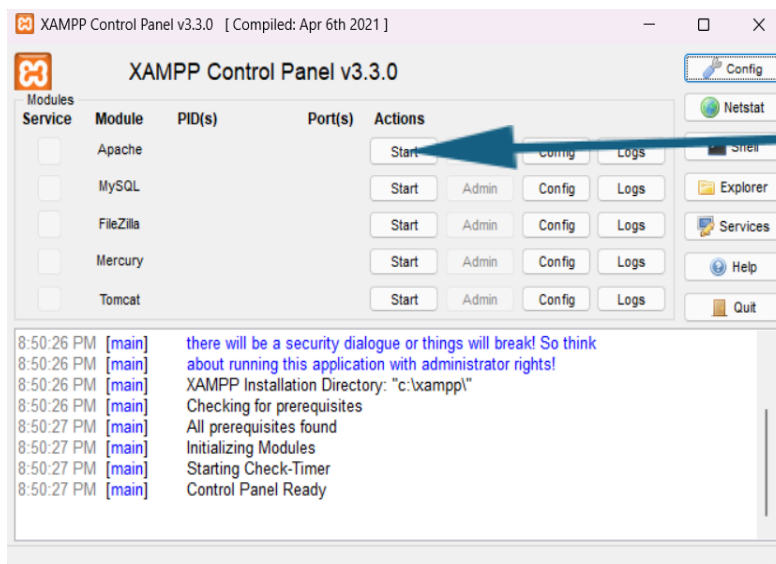 XAMPP Control Panel v3.3.0 [ Compiled: Apr 6th 2021 ]
XAMPP Control Panel v3.3.0
Config
Modules
Service Module PID(s) Port(s) Actions
Netstat
Apache Start Config Logs
Shell
MySQL Start Admin Config Logs
Explorer
FileZilla Start Admin Config Logs
Services
Mercury Start Admin Config Logs
Help
Tomcat Start Admin Config Logs
Quit
8:50:26 PM [main] there will be a security dialogue or things will break! So think
8:50:26 PM [main] about running this application with administrator rights!
8:50:26 PM [main] XAMPP Installation Directory: "c:\xampp\"
8:50:26 PM [main] Checking for prerequisites
8:50:27 PM [main] All prerequisites found
8:50:27 PM [main] Initializing Modules
8:50:27 PM [main] Starting Check-Timer
8:50:27 PM [main] Control Panel Ready